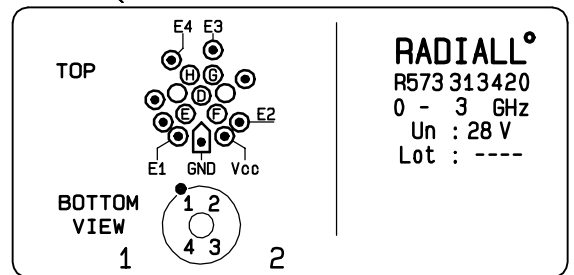 E4 E3
TOP
H G
D
E F
E2
E1 GND Vcc
BOTTOM
VIEW
1 2
4 3
1 2
RADIALL°
R573 313420
0 - 3 GHz
Un : 28 V
Lot : ----